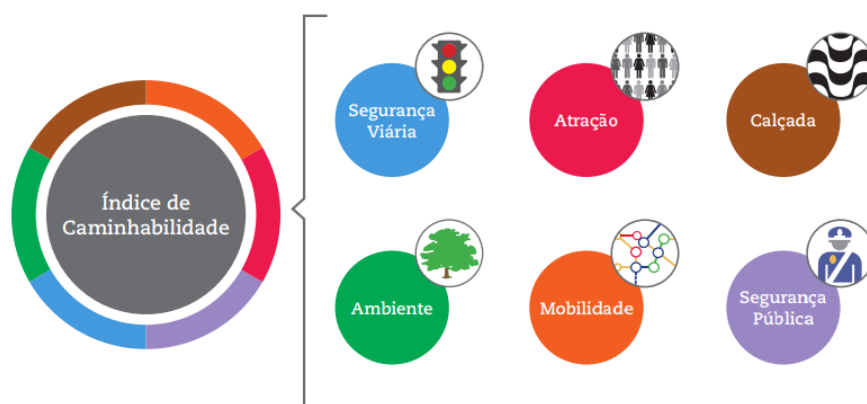 Índice de
Caminhabilidade
Segurança
Viária
Atração
Calçada
Ambiente
Mobilidade
Segurança
Pública